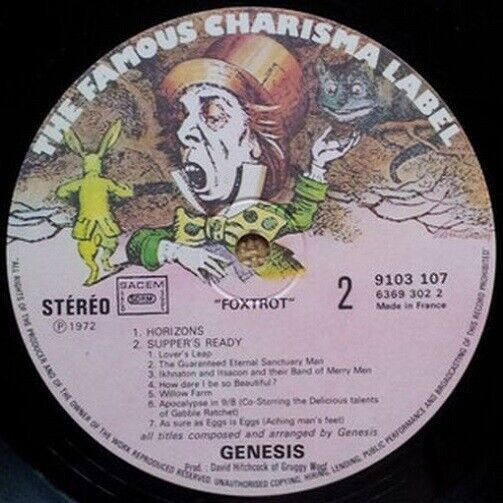 THE FAMOUS CHARISMA LABEL
SACEM
SDRM
STÉRÉO
℗ 1972
"FOXTROT"
2
9103 107
6369 302 2
Made in France
1. HORIZONS
2. SUPPER'S READY
1. Lover's Leap
2. The Guaranteed Eternal Sanctuary Man
3. Ikhnaton and Itsacon and their Band of Merry Men
4. How dare I be so Beautiful?
5. Willow Farm
6. Apocalypse in 9/8 (Co-Starring the Delicious talents
of Gabble Ratchet)
7. As sure as Eggs is Eggs (Aching man's feet)
all titles composed and arranged by Genesis
GENESIS
Prod. : David Hitchcock of Gruggy Woof
"ALL RIGHTS OF THE PRODUCER AND OF THE OWNER OF THE WORK REPRODUCED RESERVED. UNAUTHORISED COPYING, HIRING, LENDING, PUBLIC PERFORMANCE AND BROADCASTING OF THIS RECORD PROHIBITED"